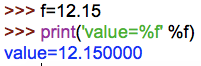 >>> f=12.15
>>> print('value=%f' %f)
value=12.150000